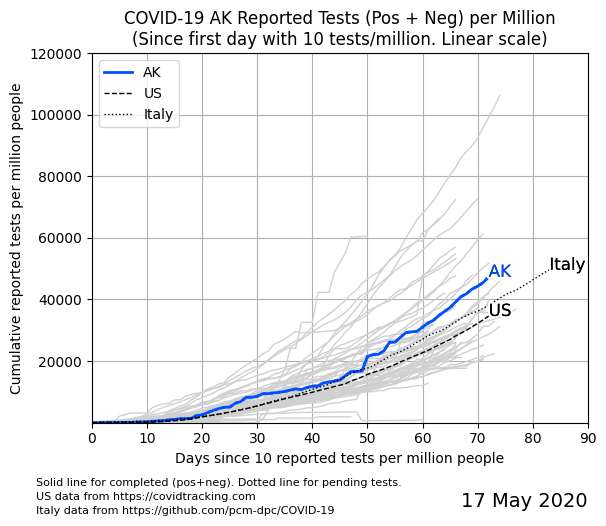 COVID-19 AK Reported Tests (Pos + Neg) per Million
(Since first day with 10 tests/million. Linear scale)
Cumulative reported tests per million people
120000
100000
80000
60000
40000
20000
AK
US
Italy
Italy
AK
US
0 10 20 30 40 50 60 70 80 90
Days since 10 reported tests per million people
Solid line for completed (pos+neg). Dotted line for pending tests.
US data from https://covidtracking.com
Italy data from https://github.com/pcm-dpc/COVID-19
17 May 2020